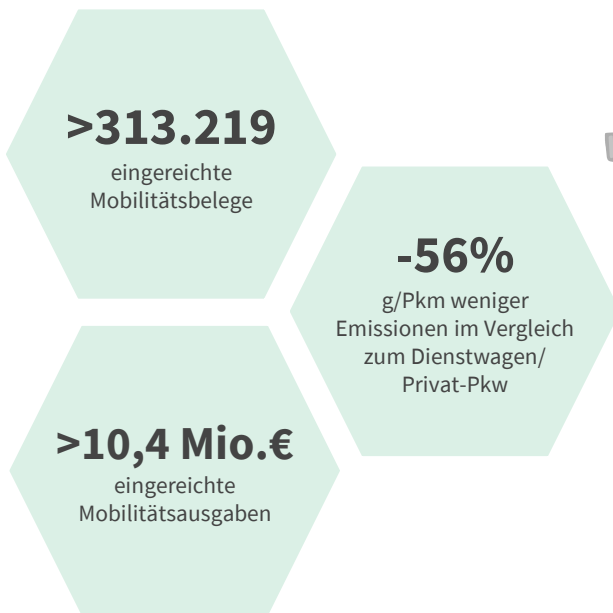 >313.219
eingereichte
Mobilitätsbelege
-56%
g/Pkm weniger
Emissionen im Vergleich
zum Dienstwagen/
Privat-Pkw
>10,4 Mio.€
eingereichte
Mobilitätsausgaben